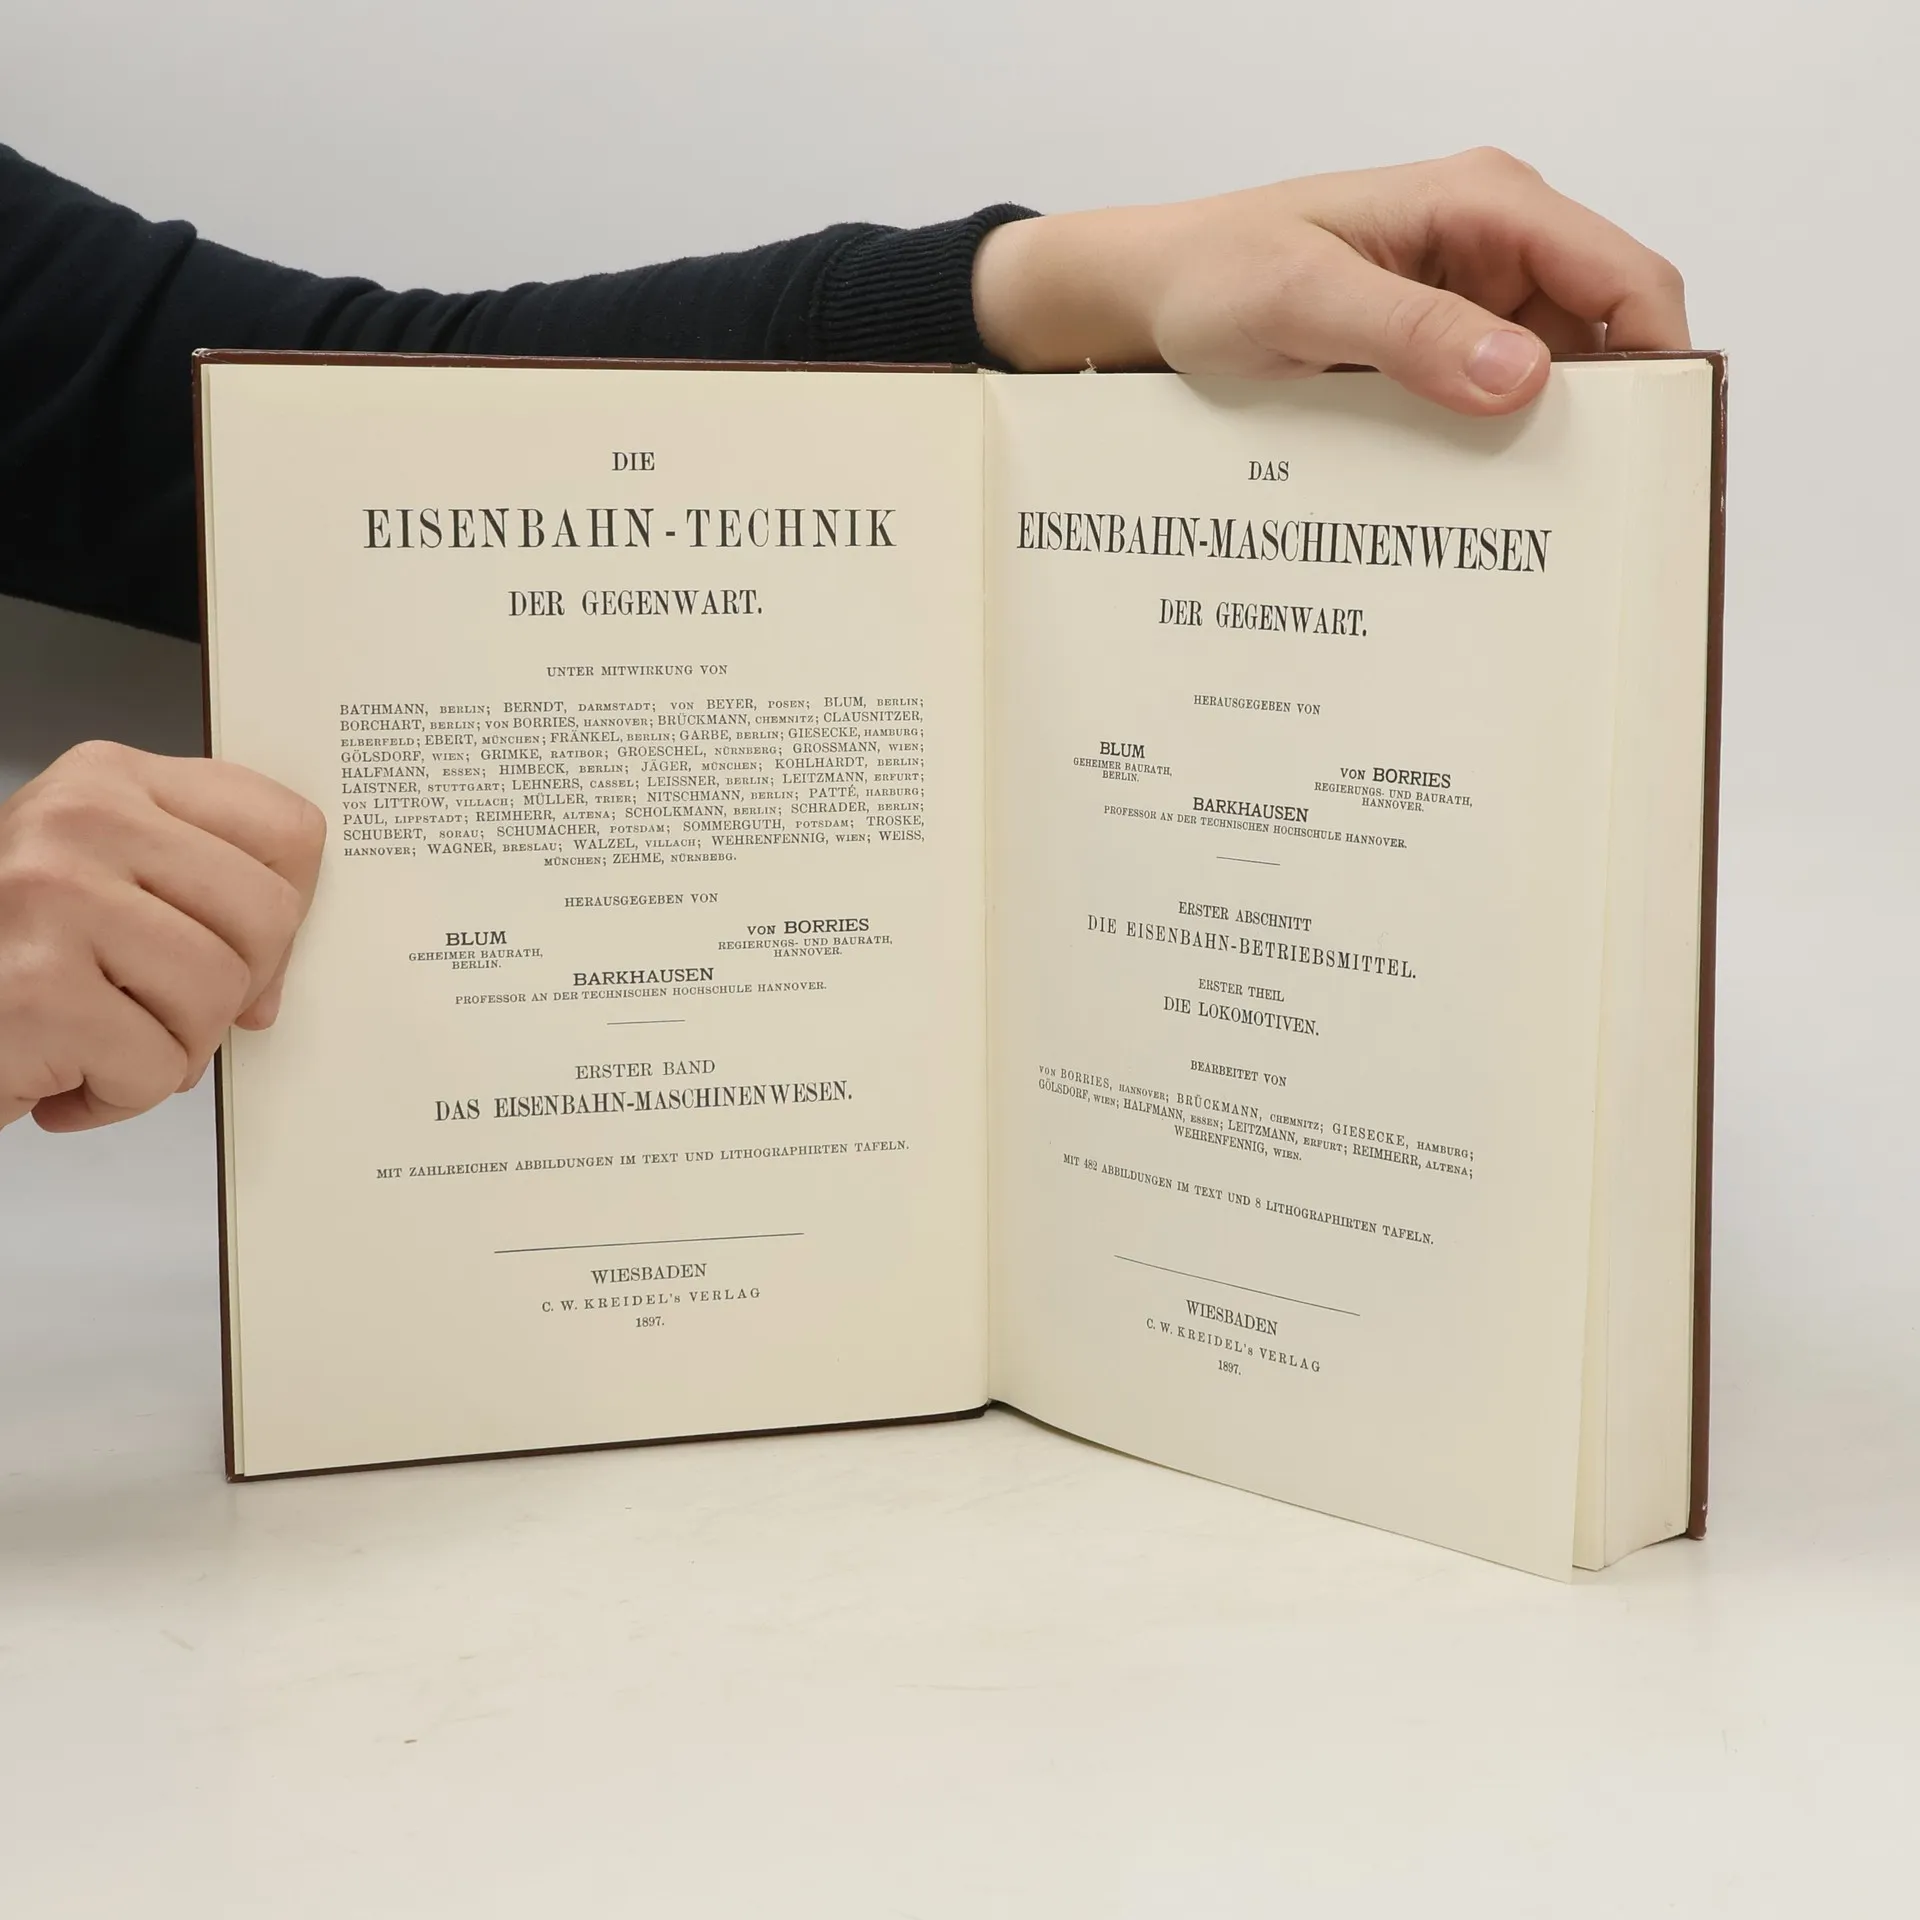 DIE
EISENBAHN-TECHNIK
DER GEGENWART.
UNTER MITWIRKUNG VON
BATHMANN, BERLIN; BERNDT, DARMSTADT; VON BEYER, POSEN; BLUM, BERLIN;
BORCHART, BERLIN; VON BORRIES, HANNOVER; BRÜCKMANN, CHEMNITZ; CLAUSNITZER,
ELBERFELD; EBERT, MÜNCHEN; FRÄNKEL, BERLIN; GARBE, BERLIN; GIESECKE, HAMBURG;
GÖLSDORF, WIEN; GRIMKE, RATIBOR; GROESCHEL, NÜRNBERG; GROSSMANN, WIEN;
HALFMANN, ESSEN; HIMBECK, BERLIN; JÄGER, MÜNCHEN; KOHLHARDT, BERLIN;
LAISTNER, STUTTGART; LEHNERS, CASSEL; LEISSNER, BERLIN; LEITZMANN, ERFURT;
VON LITTROW, VILLACH; MÜLLER, TRIER; NITSCHMANN, BERLIN; PATTÉ, HARBURG;
PAUL, LIPPSTADT; REIMHERR, ALTENA; SCHOLKMANN, BERLIN; SCHRADER, BERLIN;
SCHUBERT, SORAU; SCHUMACHER, POTSDAM; SOMMERGUTH, POTSDAM; TROSKE,
HANNOVER; WAGNER, BRESLAU; WALZEL, VILLACH; WEHRENFENNIG, WIEN; WEISS,
MÜNCHEN; ZEHME, NÜRNBEBG.
HERAUSGEGEBEN VON
BLUM
GEHEIMER BAURATH,
BERLIN.
VON BORRIES
REGIERUNGS- UND BAURATH,
HANNOVER.
BARKHAUSEN
PROFESSOR AN DER TECHNISCHEN HOCHSCHULE HANNOVER.
ERSTER BAND
DAS EISENBAHN-MASCHINENWESEN.
MIT ZAHLREICHEN ABBILDUNGEN IM TEXT UND LITHOGRAPHIRTEN TAFELN.
WIESBADEN
C. W. KREIDEL's VERLAG
1897.
DAS
EISENBAHN-MASCHINENWESEN
DER GEGENWART.
HERAUSGEGEBEN VON
BLUM
GEHEIMER BAURATH,
BERLIN.
VON BORRIES
REGIERUNGS- UND BAURATH,
HANNOVER.
BARKHAUSEN
PROFESSOR AN DER TECHNISCHEN HOCHSCHULE HANNOVER.
ERSTER ABSCHNITT
DIE EISENBAHN-BETRIEBSMITTEL.
ERSTER THEIL
DIE LOKOMOTIVEN.
BEARBEITET VON
VON BORRIES, HANNOVER; BRÜCKMANN, CHEMNITZ; GIESECKE, HAMBURG;
GÖLSDORF, WIEN; HALFMANN, ESSEN; LEITZMANN, ERFURT; REIMHERR, ALTENA;
WEHRENFENNIG, WIEN.
MIT 482 ABBILDUNGEN IM TEXT UND 8 LITHOGRAPHIRTEN TAFELN.
WIESBADEN
C. W. KREIDEL's VERLAG
1897.